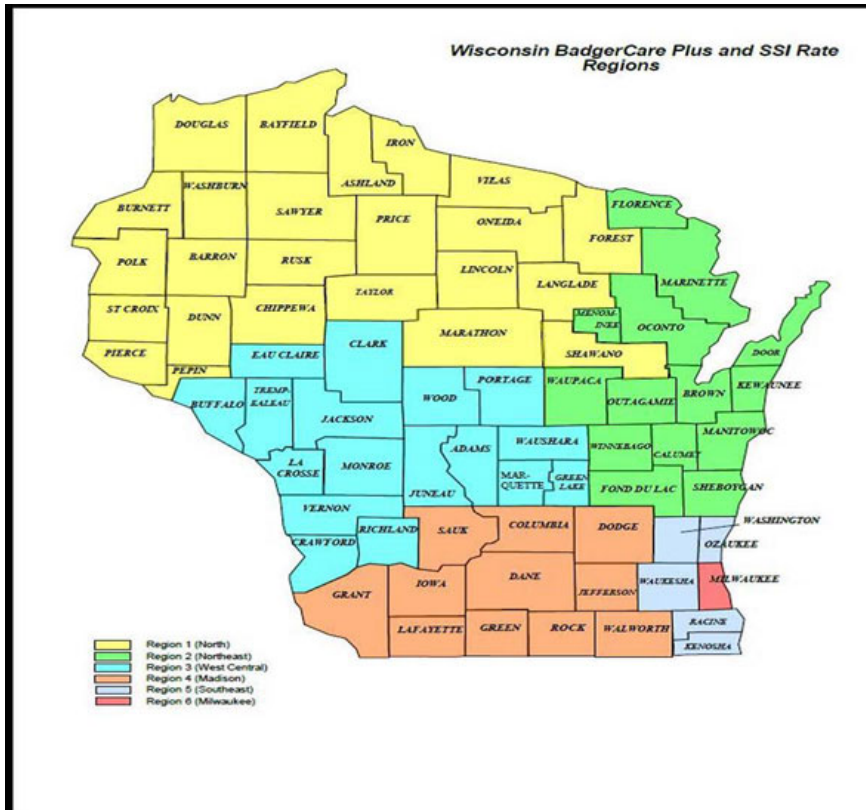 Wisconsin BadgerCare Plus and SSI Rate
Regions
DOUGLAS
BAYFIELD
IRON
ASHLAND
VILAS
WASHBURN
BURNETT
SAWYER
PRICE
ONEIDA
FLORENCE
FOREST
POLK
BARRON
RUSK
LINCOLN
LANGLADE
MARINETTE
TAYLOR
ST CROIX
DUNN
CHIPPEWA
MENOM-
INEE
OCONTO
MARATHON
CLARK
PIERCE
EAU CLAIRE
SHAWANO
DOOR
PEPIN
BUFFALO
TREMP-
EALEAU
WOOD
PORTAGE
WAUPACA
OUTAGAMIE
BROWN
KEWAUNEE
JACKSON
ADAMS
WAUSHARA
WINNEBAGO
CALUMET
MANITOWOC
LA
CROSSE
MONROE
JUNEAU
MAR-
QUETTE
GREEN
LAKE
FOND DU LAC
SHEBOYGAN
VERNON
CRAWFORD
RICHLAND
SAUK
COLUMBIA
DODGE
WASHINGTON
OZAUKEE
GRANT
IOWA
DANE
JEFFERSON
WAUKESHA
MILWAUKEE
LAFAYETTE
GREEN
ROCK
WALWORTH
RACINE
KENOSHA
Region 1 (North)
Region 2 (Northeast)
Region 3 (West Central)
Region 4 (Madison)
Region 5 (Southeast)
Region 6 (Milwaukee)